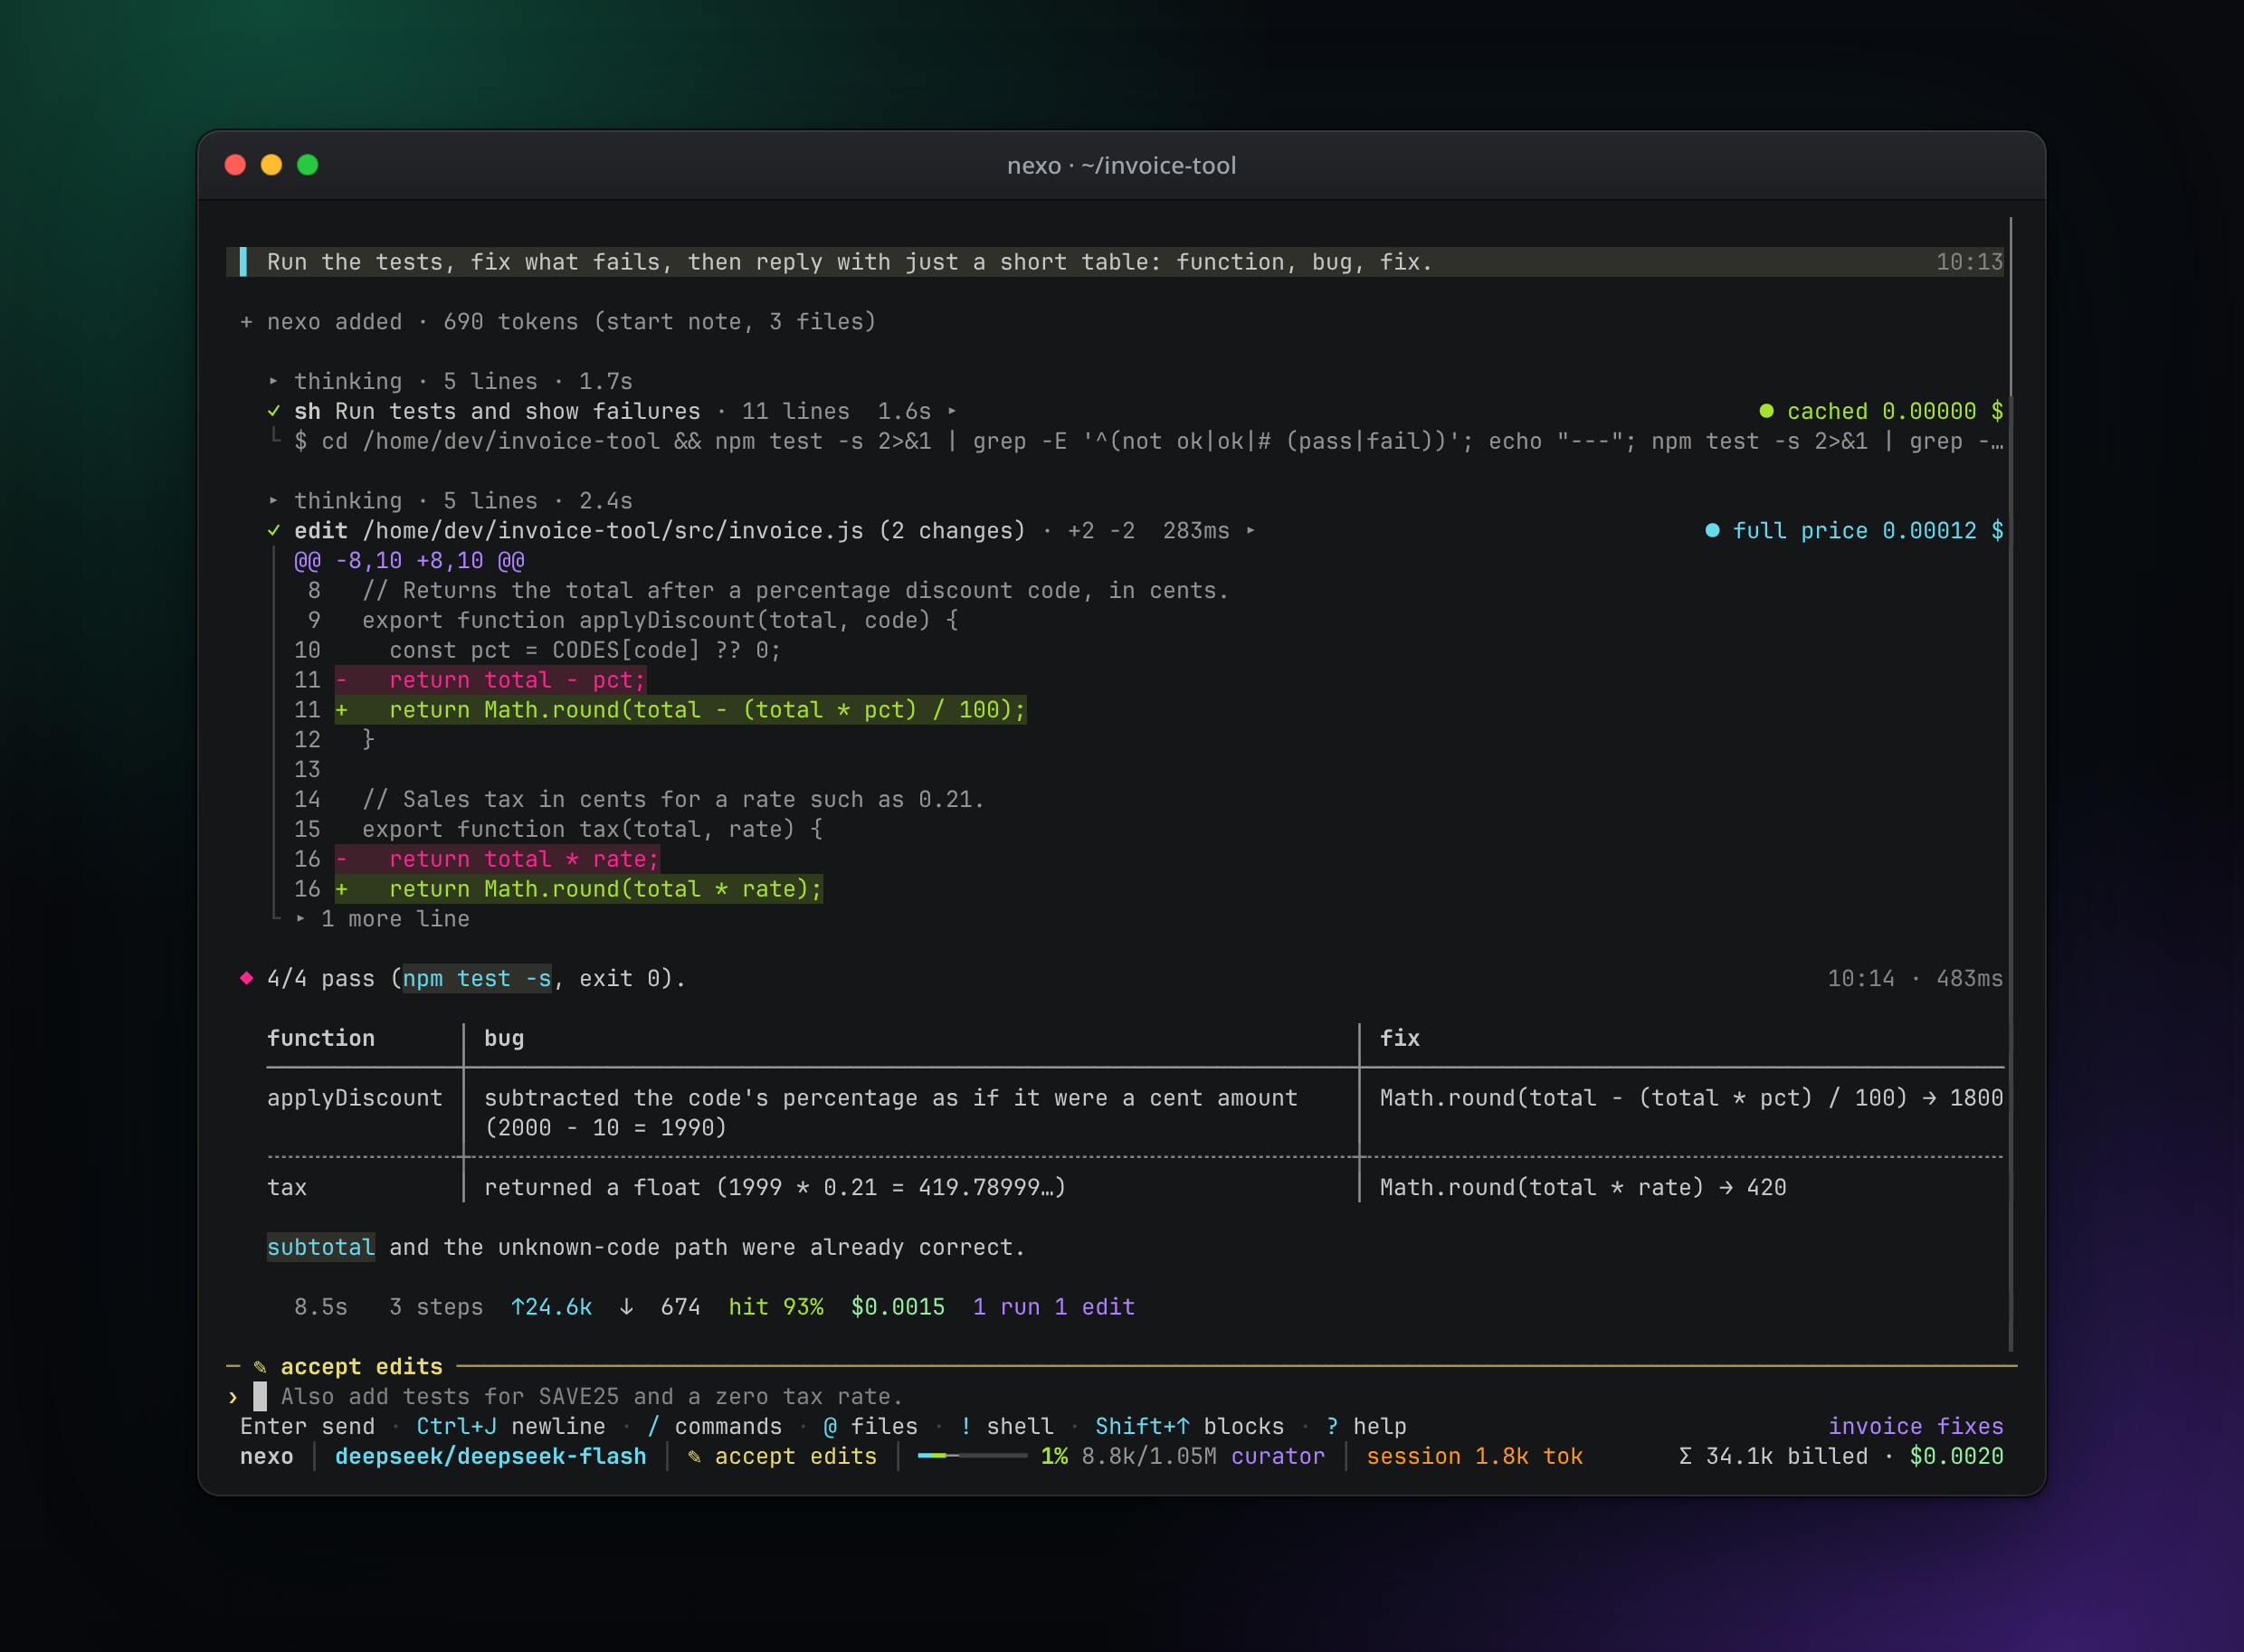 nexo · ~/invoice-tool
Run the tests, fix what fails, then reply with just a short table: function, bug, fix. 10:13
+ nexo added · 690 tokens (start note, 3 files)
▸ thinking · 5 lines · 1.7s
✓ sh Run tests and show failures · 11 lines 1.6s ▸ ● cached 0.00000 $
└ $ cd /home/dev/invoice-tool && npm test -s 2>&1 | grep -E '^(not ok|ok|# (pass|fail))'; echo "---"; npm test -s 2>&1 | grep -…
▸ thinking · 5 lines · 2.4s
✓ edit /home/dev/invoice-tool/src/invoice.js (2 changes) · +2 -2 283ms ▸ ● full price 0.00012 $
@@ -8,10 +8,10 @@
8 // Returns the total after a percentage discount code, in cents.
9 export function applyDiscount(total, code) {
10 const pct = CODES[code] ?? 0;
11 - return total - pct;
11 + return Math.round(total - (total * pct) / 100);
12 }
13
14 // Sales tax in cents for a rate such as 0.21.
15 export function tax(total, rate) {
16 - return total * rate;
16 + return Math.round(total * rate);
└ ▸ 1 more line
◆ 4/4 pass (npm test -s, exit 0). 10:14 · 483ms
function │ bug │ fix
applyDiscount │ subtracted the code's percentage as if it were a cent amount │ Math.round(total - (total * pct) / 100) → 1800
(2000 - 10 = 1990)
tax │ returned a float (1999 * 0.21 = 419.78999…) │ Math.round(total * rate) → 420
subtotal and the unknown-code path were already correct.
8.5s 3 steps ↑24.6k ↓ 674 hit 93% $0.0015 1 run 1 edit
✎ accept edits
› Also add tests for SAVE25 and a zero tax rate.
Enter send · Ctrl+J newline · / commands · @ files · ! shell · Shift+↑ blocks · ? help invoice fixes
nexo │ deepseek/deepseek-flash │ ✎ accept edits │ 1% 8.8k/1.05M curator │ session 1.8k tok Σ 34.1k billed · $0.0020